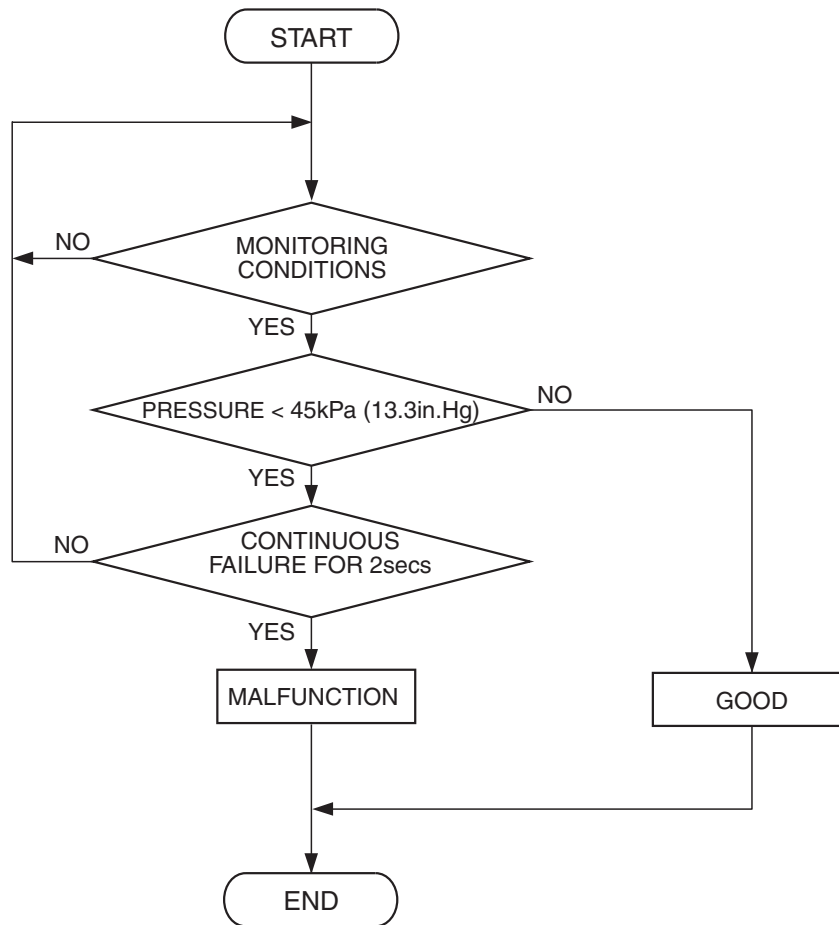 START
NO
MONITORING
CONDITIONS
YES
PRESSURE < 45kPa (13.3in.Hg)
NO
YES
NO
CONTINUOUS
FAILURE FOR 2secs
YES
MALFUNCTION
GOOD
END